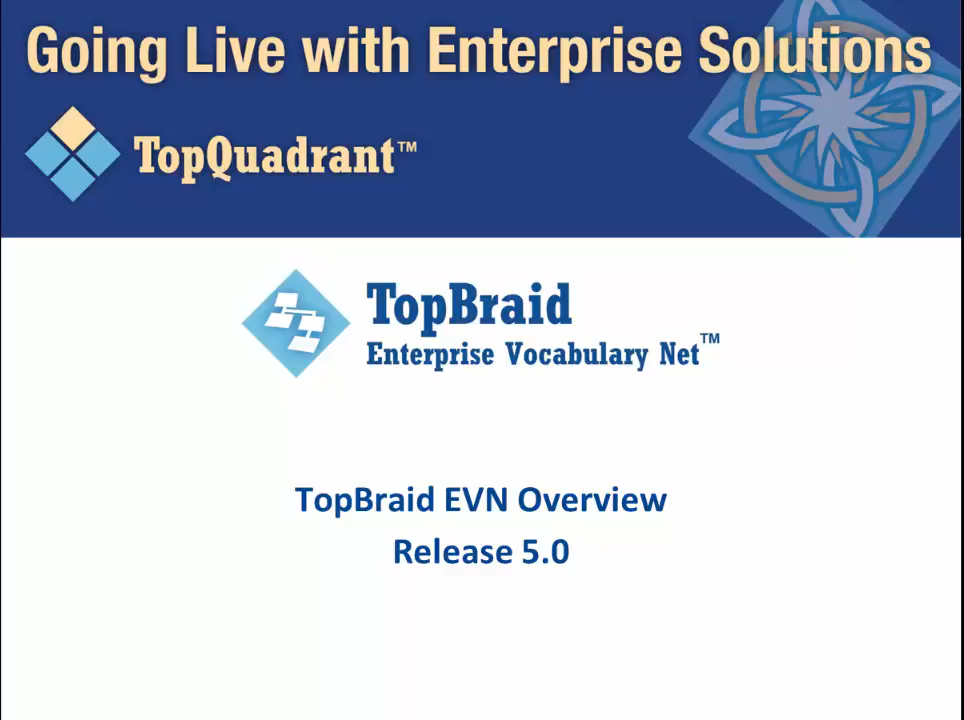 Going Live with Enterprise Solutions
TopQuadrant™
TopBraid
Enterprise Vocabulary Net™
TopBraid EVN Overview
Release 5.0